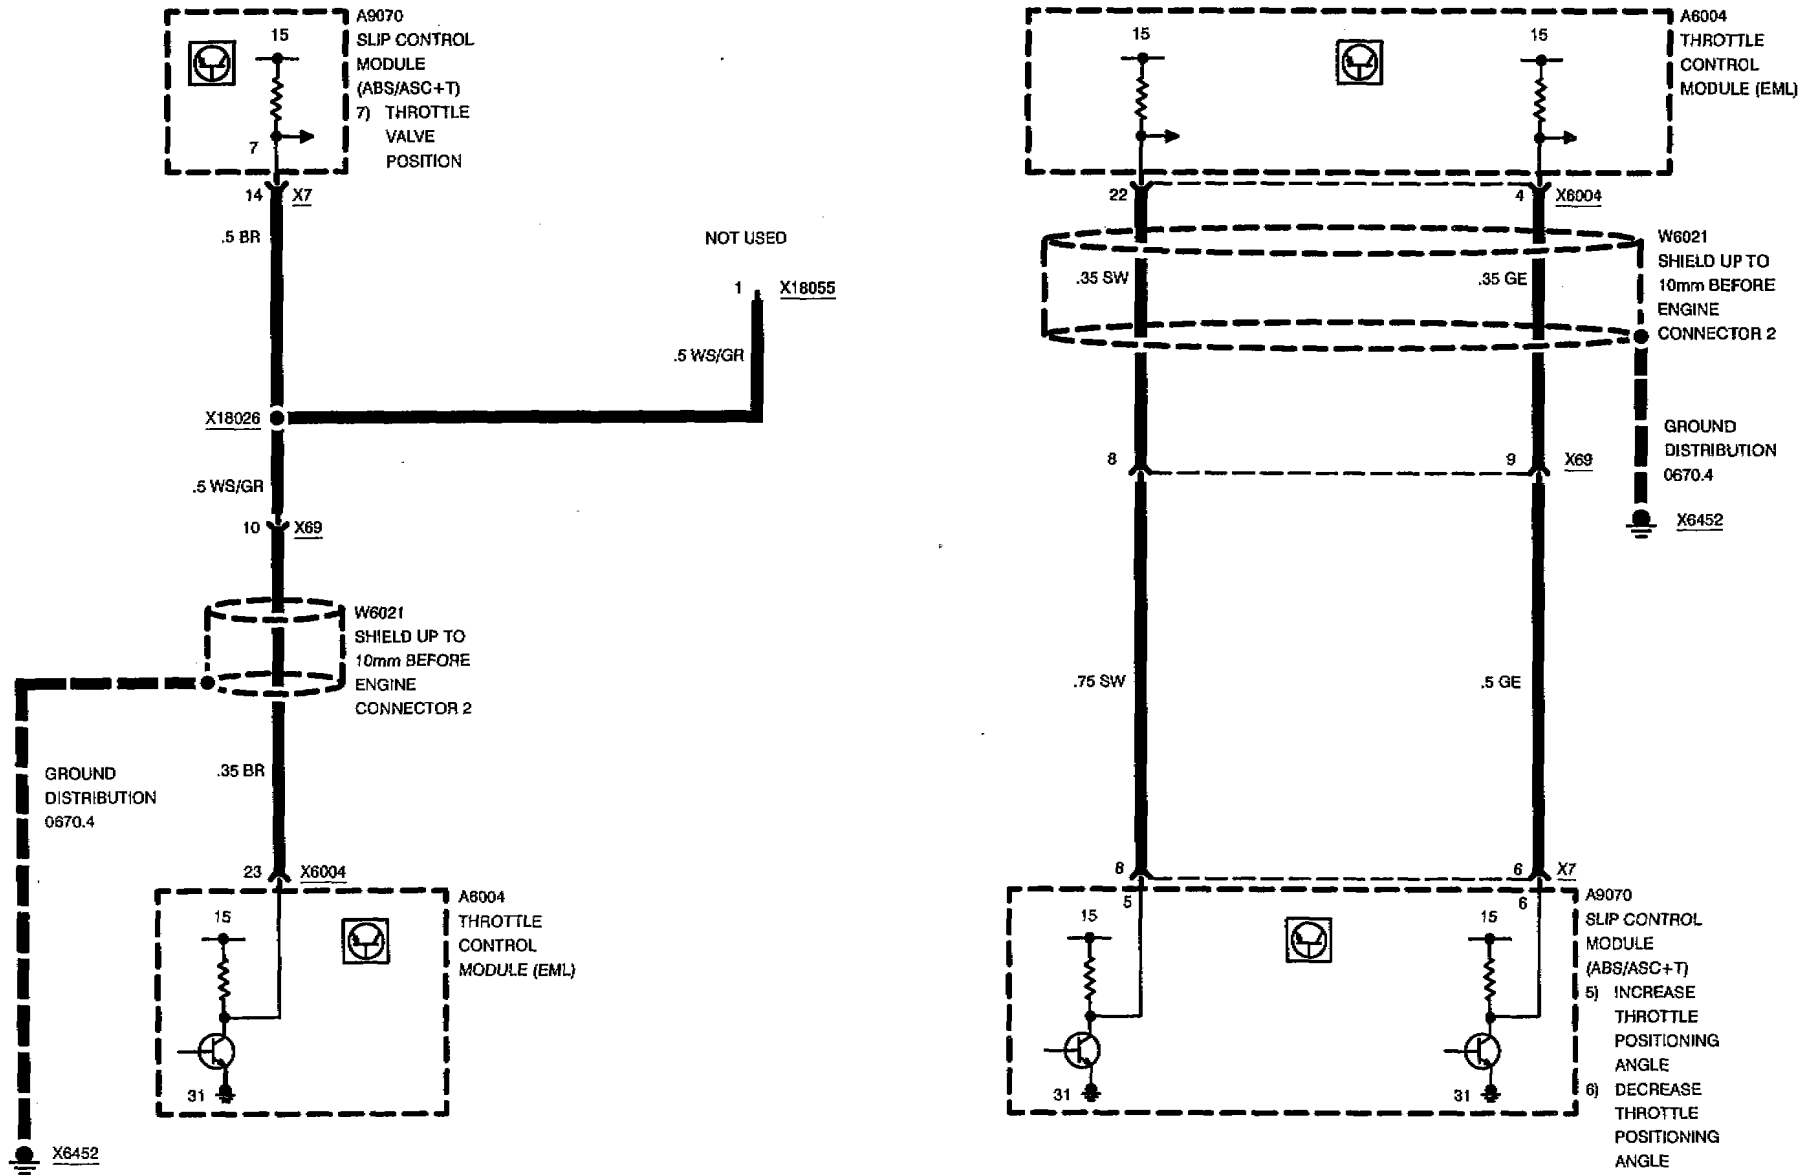 A9070
SLIP CONTROL
MODULE
(ABS/ASC+T)
7) THROTTLE
VALVE
POSITION
15
7
14 X7
.5 BR
NOT USED
1 X18055
.5 WS/GR
X18026
.5 WS/GR
10 X69
W6021
SHIELD UP TO
10mm BEFORE
ENGINE
CONNECTOR 2
GROUND
DISTRIBUTION
0670.4
.35 BR
23 X6004
A6004
THROTTLE
CONTROL
MODULE (EML)
15
31
X6452
A6004
THROTTLE
CONTROL
MODULE (EML)
15
15
22
4 X6004
W6021
SHIELD UP TO
10mm BEFORE
ENGINE
CONNECTOR 2
.35 SW
.35 GE
GROUND
DISTRIBUTION
0670.4
8
9 X69
X6452
.75 SW
.5 GE
8
6 X7
5
6
A9070
SLIP CONTROL
MODULE
(ABS/ASC+T)
5) INCREASE
THROTTLE
POSITIONING
ANGLE
6) DECREASE
THROTTLE
POSITIONING
ANGLE
15
15
31
31